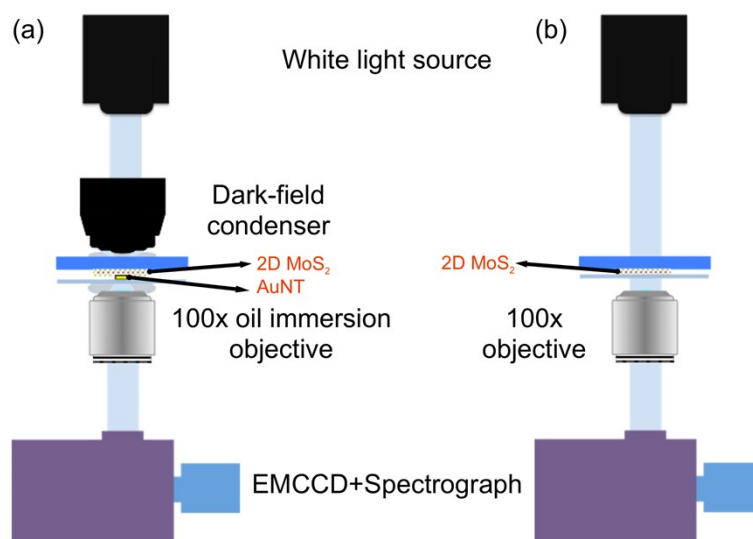 (a)
(b)
White light source
Dark-field
condenser
2D MoS₂
AuNT
2D MoS₂
100x oil immersion
objective
100x
objective
EMCCD+Spectrograph